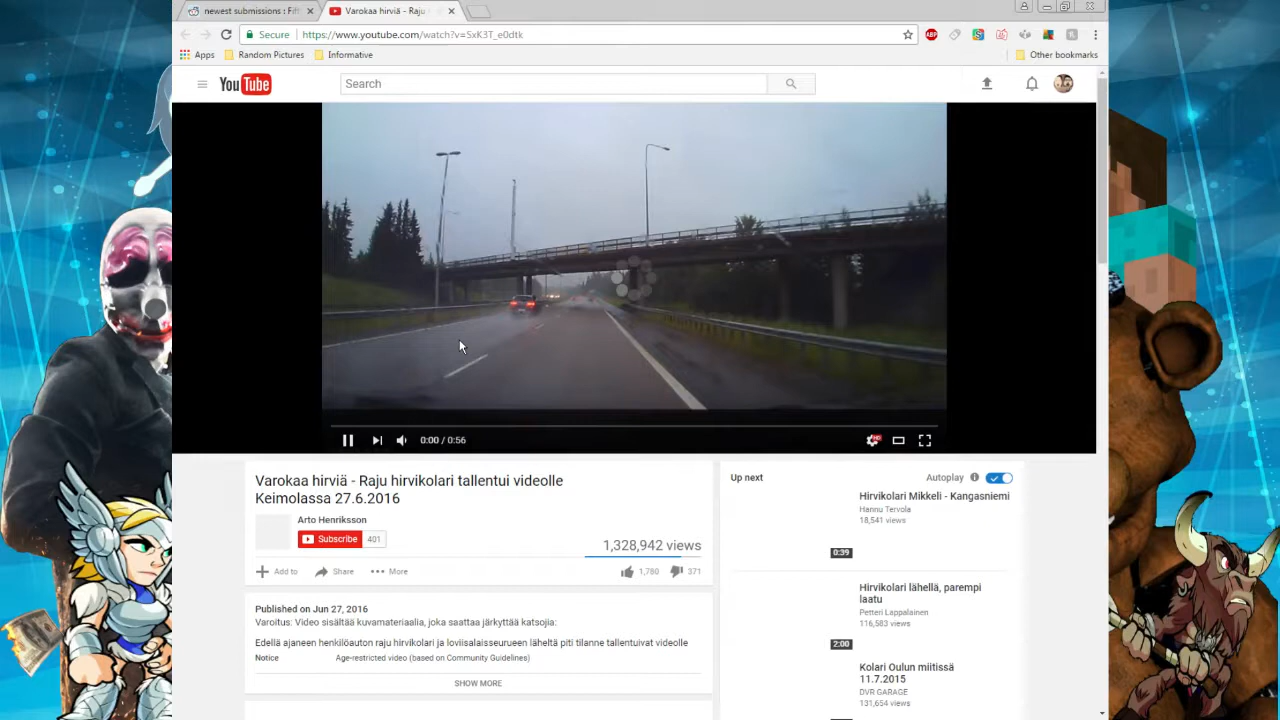 newest submissions : Fift
Varokaa hirviä - Raju
Secure
https://www.youtube.com/watch?v=SxK3T_e0dtk
ABP
Apps
Random Pictures
Informative
Other bookmarks
YouTube
Search
0:00 / 0:56
HD
Varokaa hirviä - Raju hirvikolari tallentui videolle
Keimolassa 27.6.2016
Arto Henriksson
Subscribe 401
1,328,942 views
Add to
Share
More
1,780
371
Published on Jun 27, 2016
Varoitus: Video sisältää kuvamateriaalia, joka saattaa järkyttää katsojia:
Edellä ajaneen henkilöauton raju hirvikolari ja loviisalaisseurueen läheltä piti tilanne tallentuivat videolle
Notice Age-restricted video (based on Community Guidelines)
SHOW MORE
Up next
Autoplay
Hirvikolari Mikkeli - Kangasniemi
Hannu Tervola
18,541 views
0:39
Hirvikolari lähellä, parempi
laatu
Petteri Lappalainen
116,583 views
2:00
Kolari Oulun miitissä
11.7.2015
DVR GARAGE
131,654 views